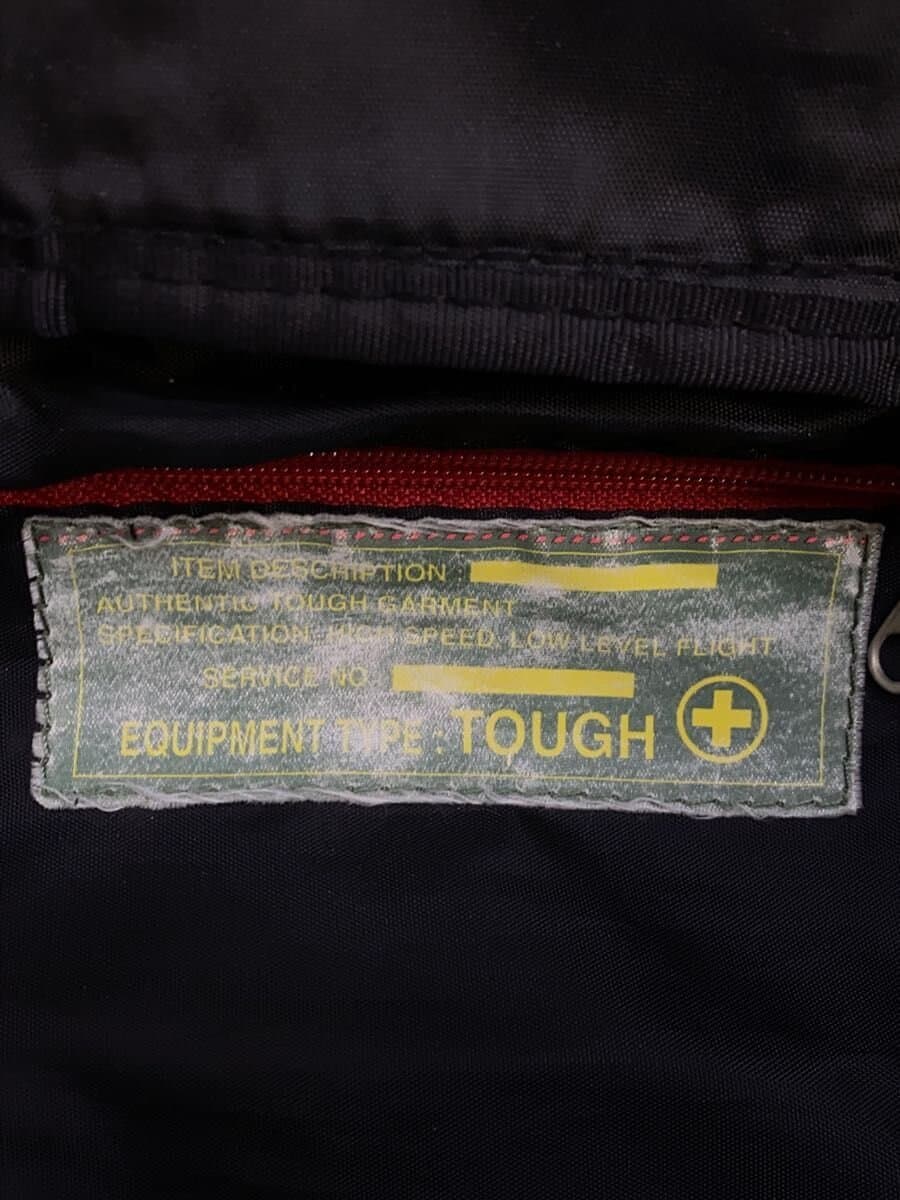 ITEM DESCRIPTION :
AUTHENTIC TOUGH GARMENT
SPECIFICATION: HIGH SPEED. LOW LEVEL FLIGHT
SERVICE NO
EQUIPMENT TYPE : TOUGH